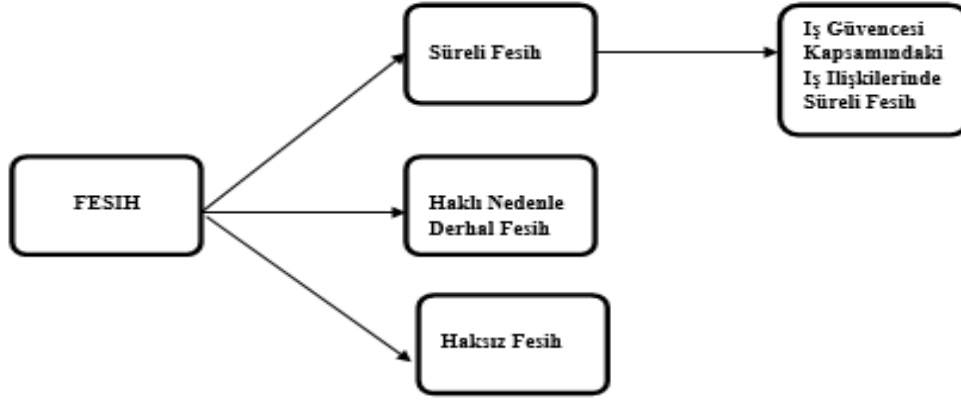 FESIH
Süreli Fesih
Iş Güvencesi
Kapsamındaki
Iş Ilişkilerinde
Süreli Fesih
Haklı Nedenle
Derhal Fesih
Haksız Fesih